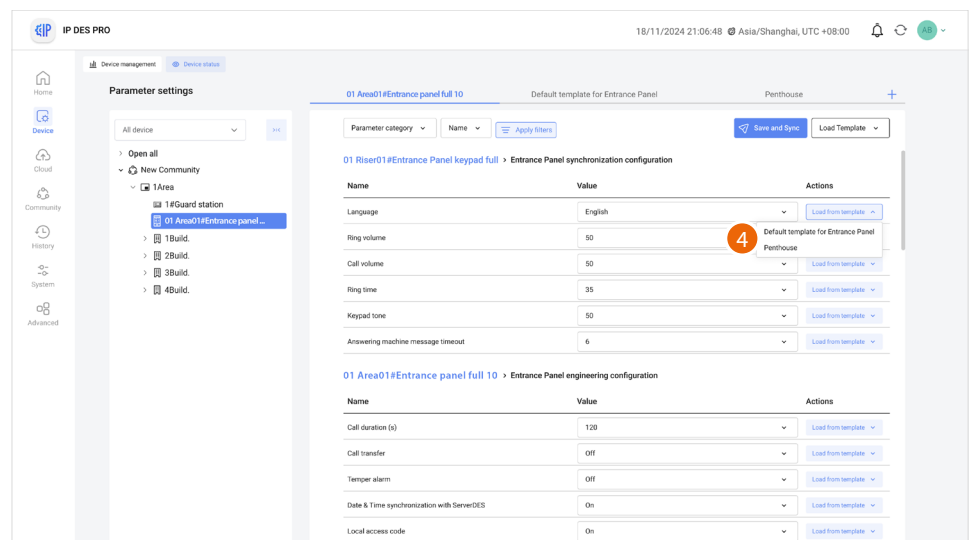 IP DES PRO
18/11/2024 21:06:48 Asia/Shanghai, UTC +08:00
AB
Device management
Device status
Home
Device
Cloud
Community
History
System
Advanced
Parameter settings
All device
Open all
New Community
1Area
1#Guard station
01 Area01#Entrance panel ...
1Build.
2Build.
3Build.
4Build.
01 Area01#Entrance panel full 10
Default template for Entrance Panel
Penthouse
+
Parameter category
Name
Apply filters
Save and Sync
Load Template
01 Riser01#Entrance Panel keypad full > Entrance Panel synchronization configuration
Name Value Actions
Language English Load from template
4
Default template for Entrance Panel
Penthouse
Ring volume 50
Call volume 50 Load from template
Ring time 35 Load from template
Keypad tone 50 Load from template
Answering machine message timeout 6 Load from template
01 Area01#Entrance panel full 10 > Entrance Panel engineering configuration
Name Value Actions
Call duration (s) 120 Load from template
Call transfer Off Load from template
Temper alarm Off Load from template
Date & Time synchronization with ServerDES On Load from template
Local access code On Load from template